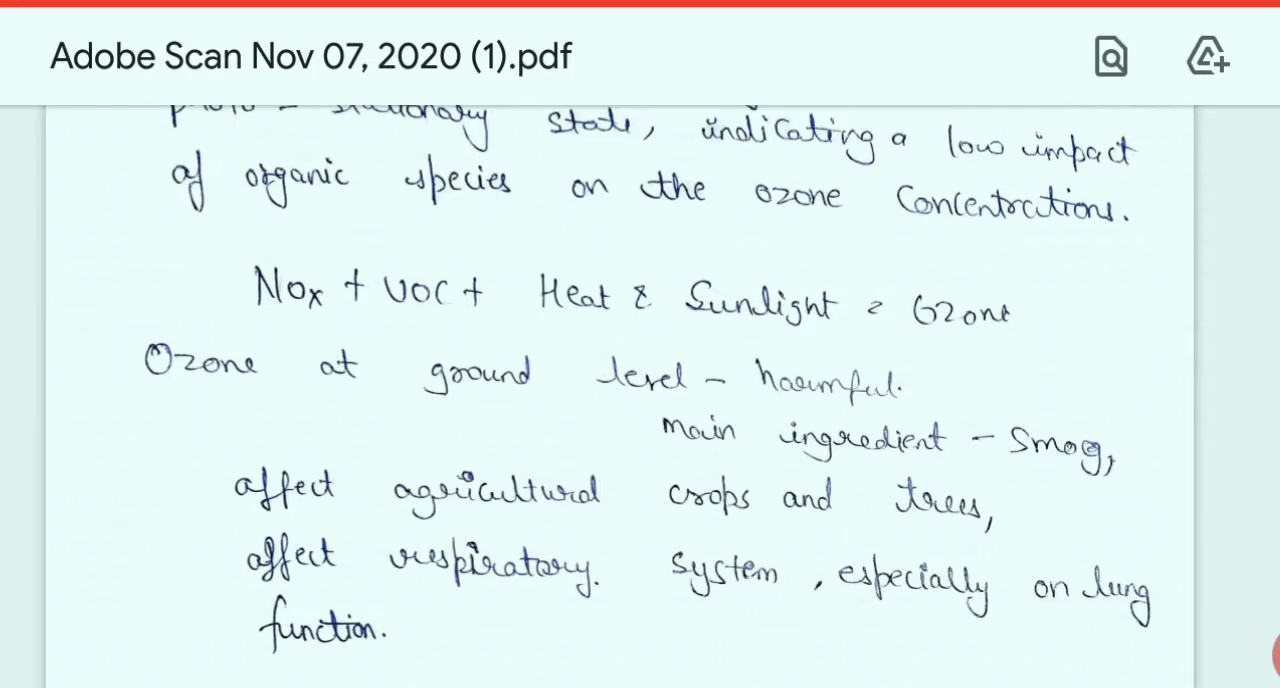 Adobe Scan Nov 07, 2020 (1).pdf
photo - stationary state, indicating a low impact
of organic species on the ozone Concentrations.
Nox + VOC + Heat & Sunlight = Ozone
Ozone at ground level - harmful.
main ingredient - Smog,
affect agricultural crops and trees,
affect respiratory. system, especially on lung
function.